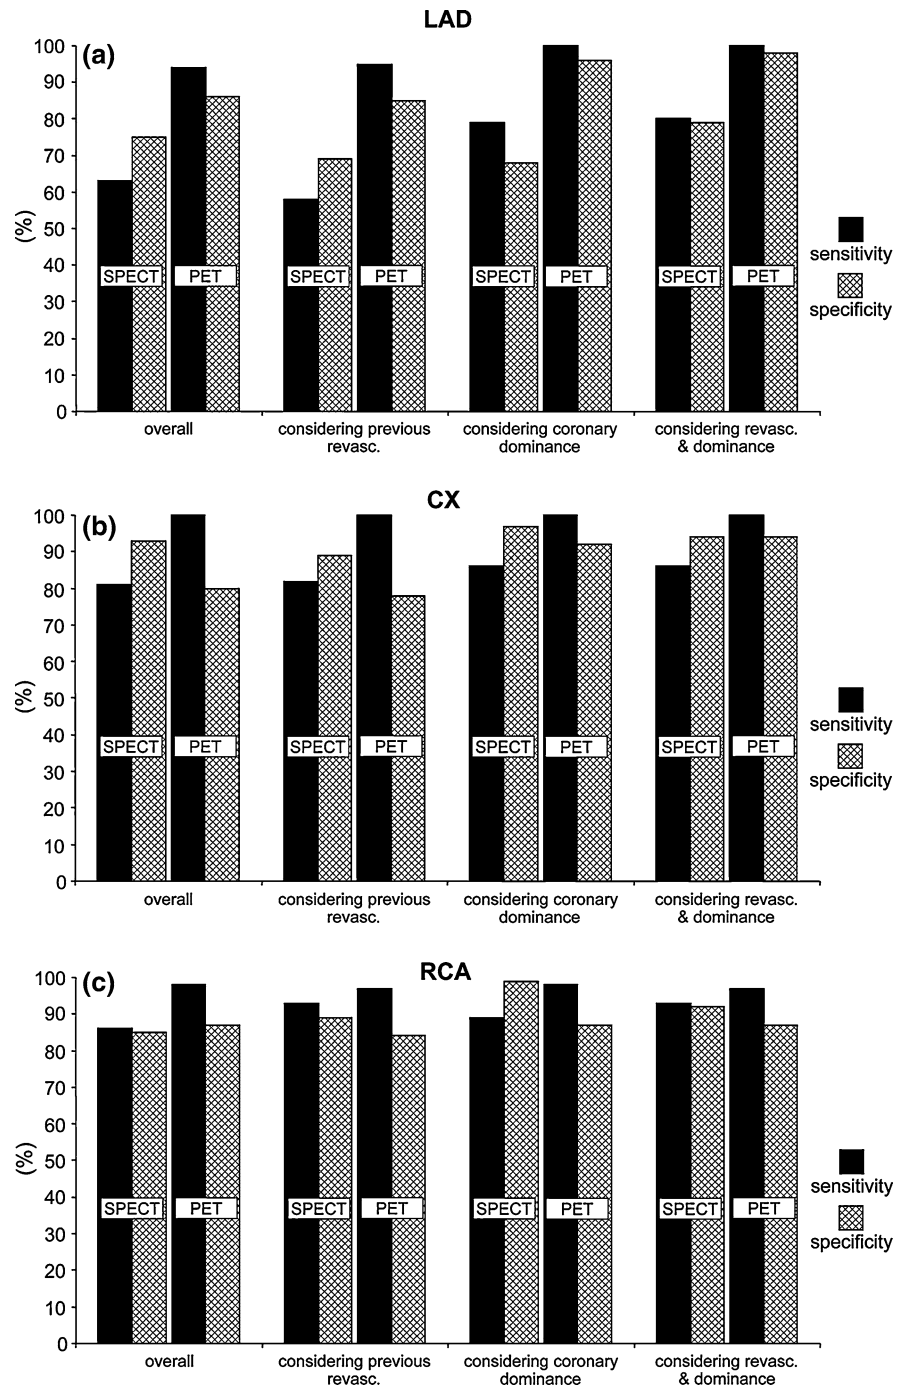 LAD
(a)
100
90
80
70
60
50
40
30
20
10
0
(%)
SPECT PET SPECT PET SPECT PET SPECT PET
overall
considering previous
revasc.
considering coronary
dominance
considering revasc.
& dominance
sensitivity
specificity
CX
(b)
100
90
80
70
60
50
40
30
20
10
0
(%)
SPECT PET SPECT PET SPECT PET SPECT PET
overall
considering previous
revasc.
considering coronary
dominance
considering revasc.
& dominance
sensitivity
specificity
RCA
(c)
100
90
80
70
60
50
40
30
20
10
0
(%)
SPECT PET SPECT PET SPECT PET SPECT PET
overall
considering previous
revasc.
considering coronary
dominance
considering revasc.
& dominance
sensitivity
specificity